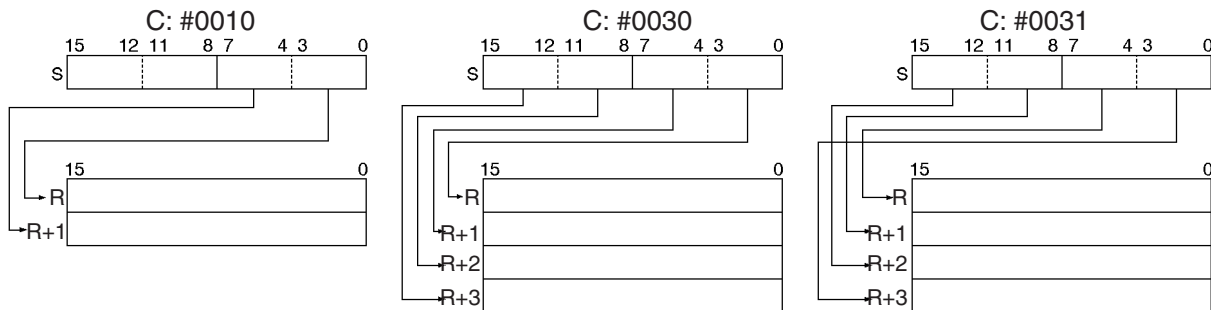 C: #0010 C: #0030 C: #0031
15 12 11 8 7 4 3 0 15 12 11 8 7 4 3 0 15 12 11 8 7 4 3 0
S S S
15 0 15 0 15 0
R R R
R+1 R+1 R+1
R+2 R+2
R+3 R+3